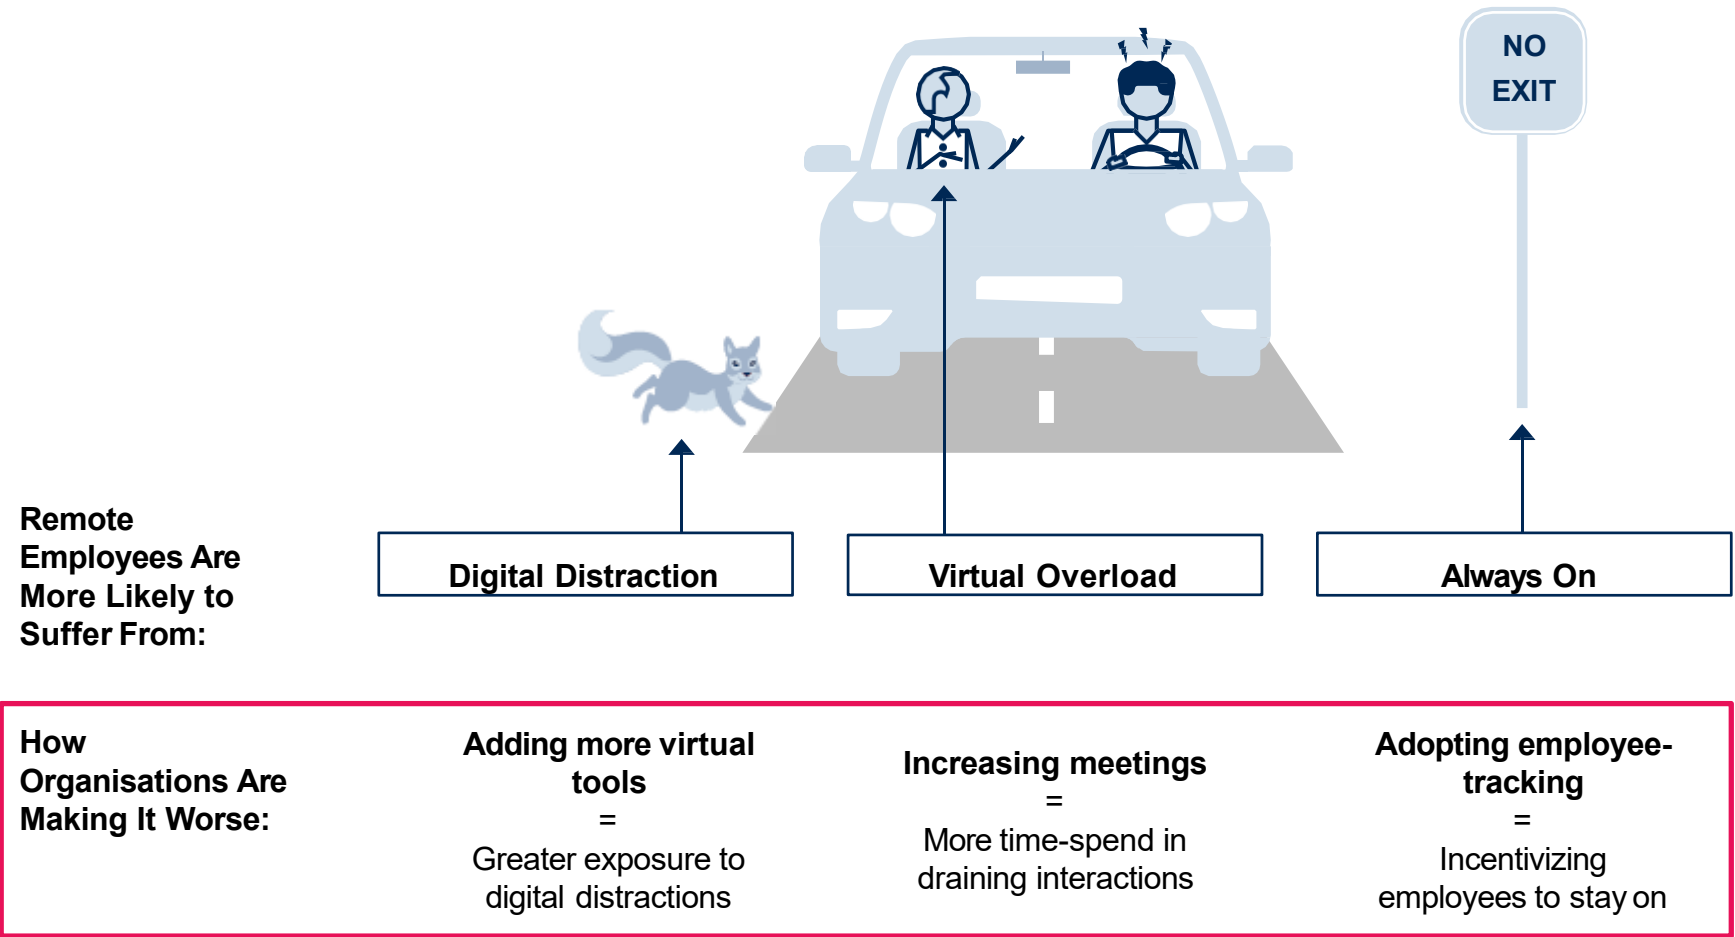 NO
EXIT
Remote
Employees Are
More Likely to
Suffer From:
Digital Distraction
Virtual Overload
Always On
How
Organisations Are
Making It Worse:
Adding more virtual
tools
=
Greater exposure to
digital distractions
Increasing meetings
=
More time-spend in
draining interactions
Adopting employee-
tracking
=
Incentivizing
employees to stay on